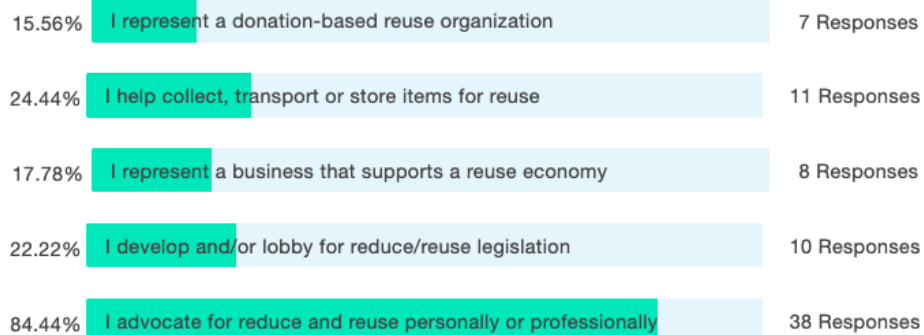 15.56% I represent a donation-based reuse organization 7 Responses
24.44% I help collect, transport or store items for reuse 11 Responses
17.78% I represent a business that supports a reuse economy 8 Responses
22.22% I develop and/or lobby for reduce/reuse legislation 10 Responses
84.44% I advocate for reduce and reuse personally or professionally 38 Responses